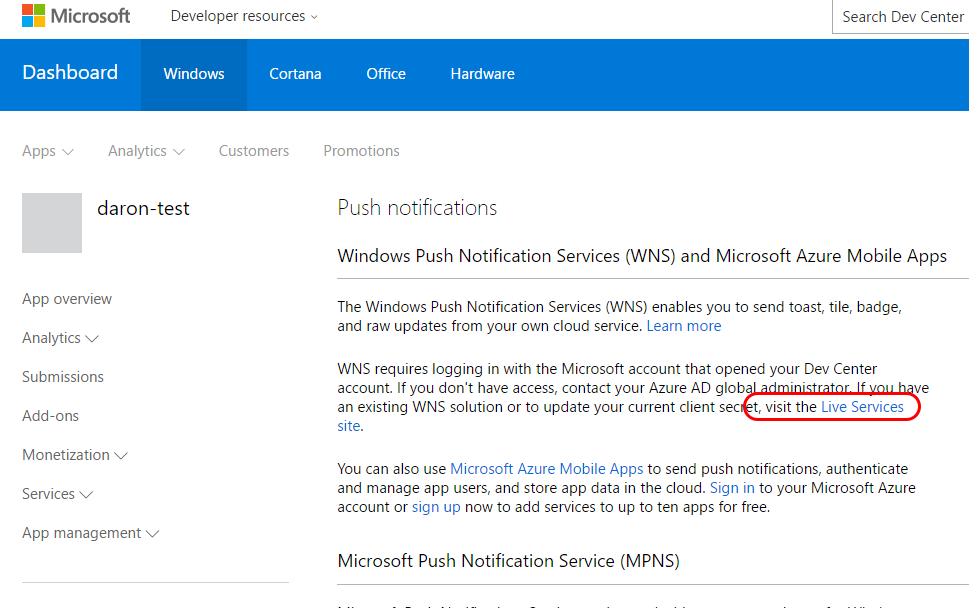 Microsoft
Developer resources
Search Dev Center
Dashboard
Windows
Cortana
Office
Hardware
Apps
Analytics
Customers
Promotions
daron-test
App overview
Analytics
Submissions
Add-ons
Monetization
Services
App management
Push notifications
Windows Push Notification Services (WNS) and Microsoft Azure Mobile Apps
The Windows Push Notification Services (WNS) enables you to send toast, tile, badge,
and raw updates from your own cloud service. Learn more
WNS requires logging in with the Microsoft account that opened your Dev Center
account. If you don't have access, contact your Azure AD global administrator. If you have
an existing WNS solution or to update your current client secret, visit the Live Services
site.
You can also use Microsoft Azure Mobile Apps to send push notifications, authenticate
and manage app users, and store app data in the cloud. Sign in to your Microsoft Azure
account or sign up now to add services to up to ten apps for free.
Microsoft Push Notification Service (MPNS)